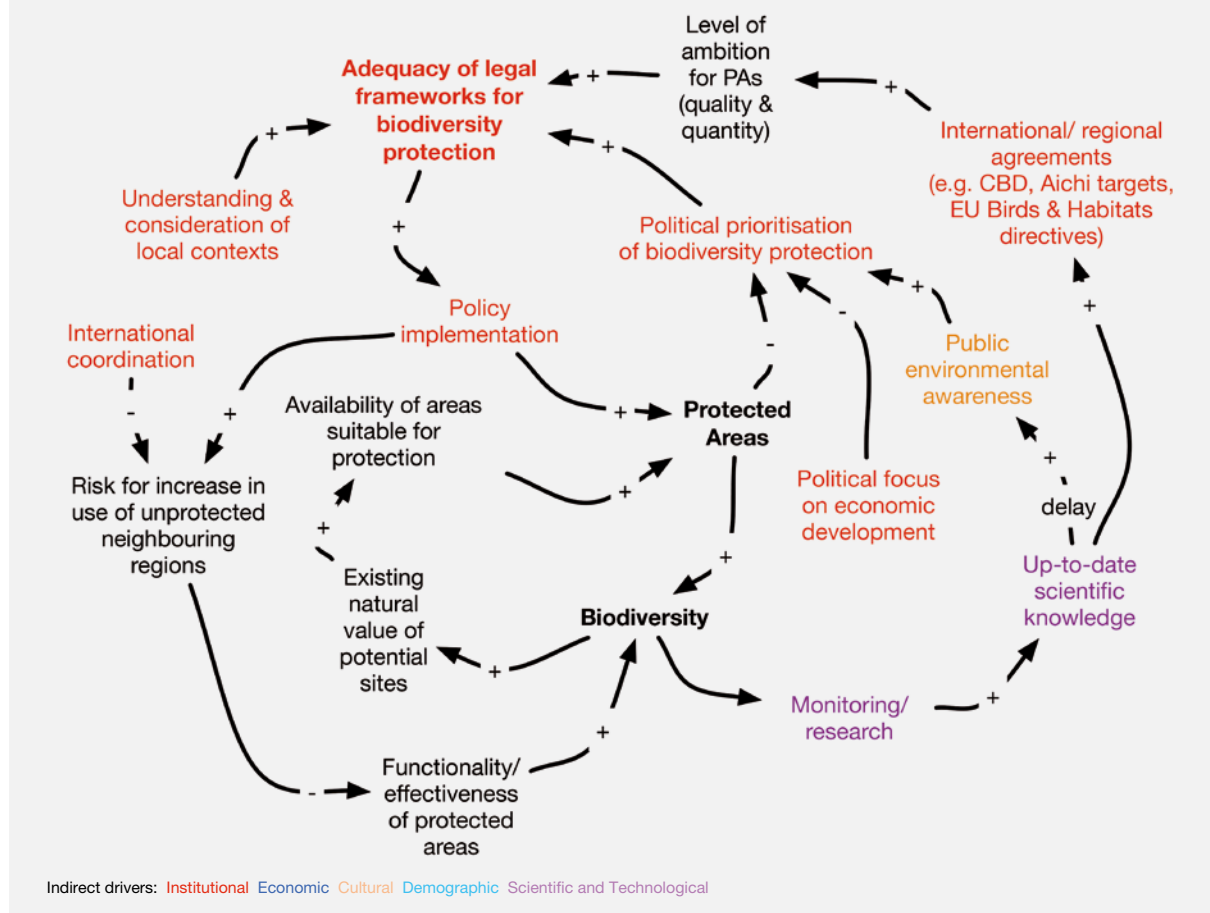 Level of
ambition
for PAs
(quality &
quantity)
Adequacy of legal
frameworks for
biodiversity
protection
+
+
+
+
International/ regional
agreements
(e.g. CBD, Aichi targets,
EU Birds & Habitats
directives)
Understanding &
consideration of
local contexts
Political prioritisation
of biodiversity protection
+
Policy
implementation
International
coordination
+
+
-
-
Public
environmental
awareness
-
+
+
Availability of areas
suitable for
protection
Protected
Areas
+
Political focus
on economic
development
delay
Risk for increase in
use of unprotected
neighbouring
regions
+
+
+
Up-to-date
scientific
knowledge
Existing
natural
value of
potential
sites
Biodiversity
+
+
Monitoring/
research
+
-
Functionality/
effectiveness
of protected
areas
Indirect drivers: Institutional Economic Cultural Demographic Scientific and Technological